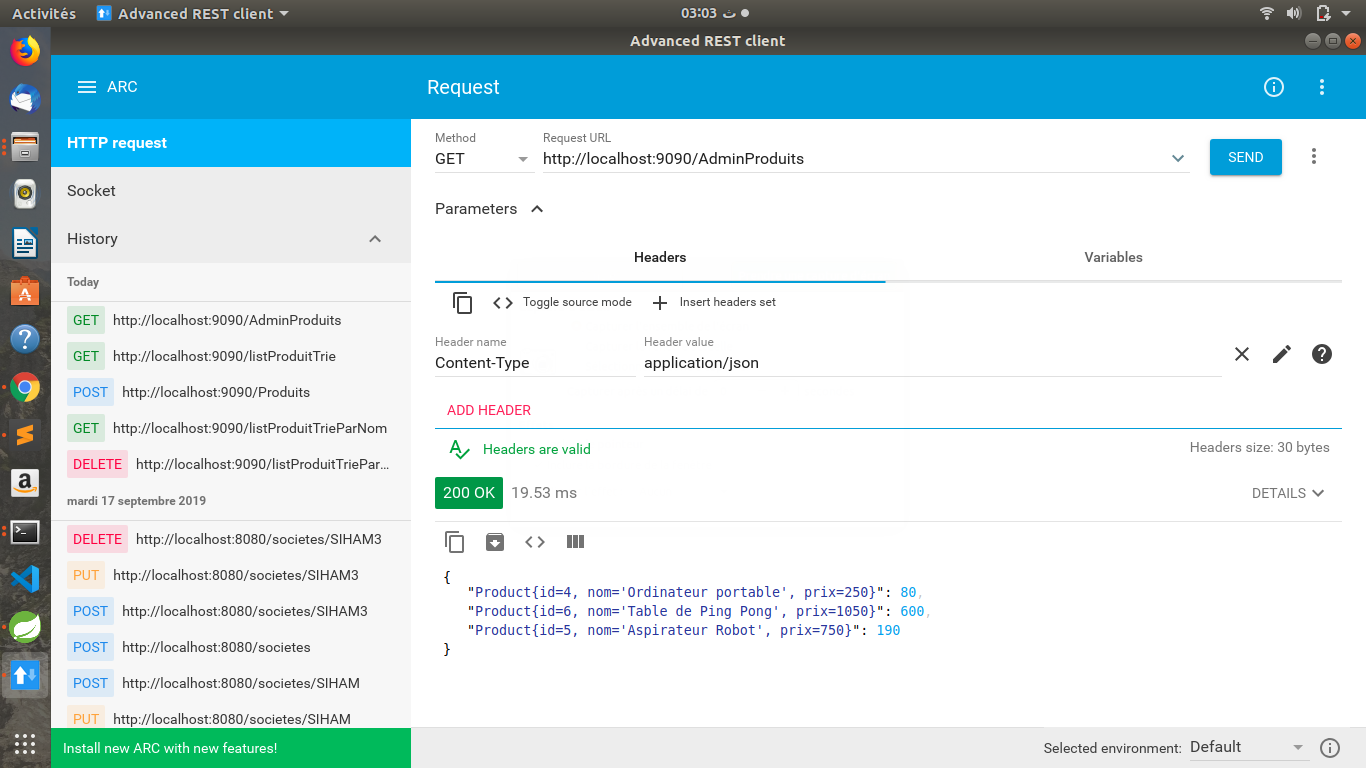 Activités
Advanced REST client
03:03 ث
Advanced REST client
ARC
Request
HTTP request
Socket
History
Today
GET http://localhost:9090/AdminProduits
GET http://localhost:9090/listProduitTrie
POST http://localhost:9090/Produits
GET http://localhost:9090/listProduitTrieParNom
DELETE http://localhost:9090/listProduitTriePar...
mardi 17 septembre 2019
DELETE http://localhost:8080/societes/SIHAM3
PUT http://localhost:8080/societes/SIHAM3
POST http://localhost:8080/societes/SIHAM3
POST http://localhost:8080/societes
POST http://localhost:8080/societes/SIHAM
PUT http://localhost:8080/societes/SIHAM
Install new ARC with new features!
Method
GET
Request URL
http://localhost:9090/AdminProduits
SEND
Parameters
Headers
Variables
Toggle source mode
Insert headers set
Header name
Content-Type
Header value
application/json
ADD HEADER
Headers are valid
Headers size: 30 bytes
200 OK
19.53 ms
DETAILS
{
"Product{id=4, nom='Ordinateur portable', prix=250}": 80,
"Product{id=6, nom='Table de Ping Pong', prix=1050}": 600,
"Product{id=5, nom='Aspirateur Robot', prix=750}": 190
}
Selected environment: Default